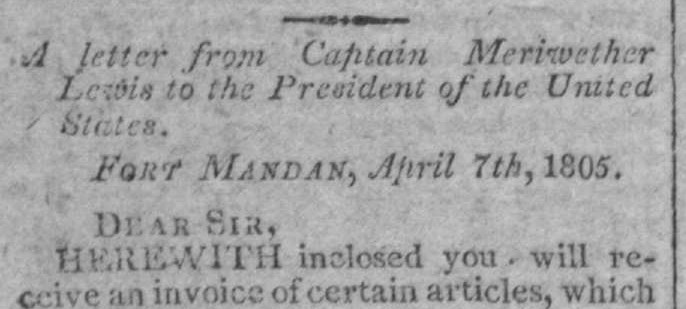 A letter from Captain Meriwether
Lewis to the President of the United
States.
FORT MANDAN, April 7th, 1805.
DEAR SIR,
HEREWITH inclosed you will re-
ceive an invoice of certain articles, which